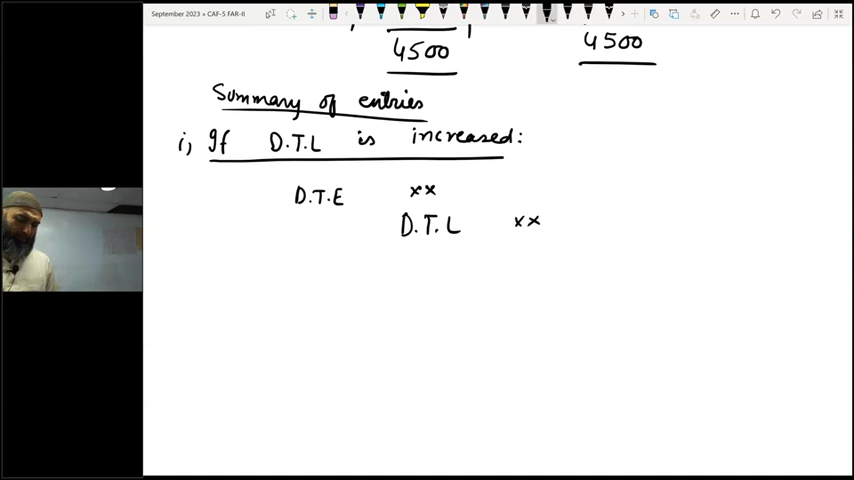 September 2023 » CAF-5 FAR-II
4500 4500
Summary of entries
i, If D.T.L is increased:
D.T.E xx
D.T.L xx